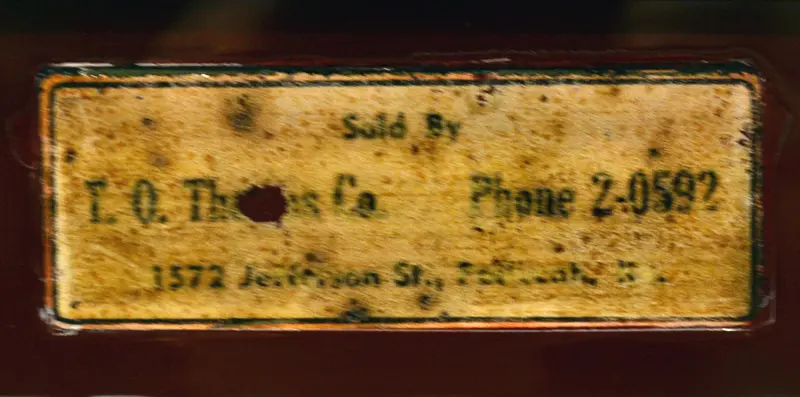 Sold By
T. O. Co. Phone 2-0592
1572 Jefferson St.,